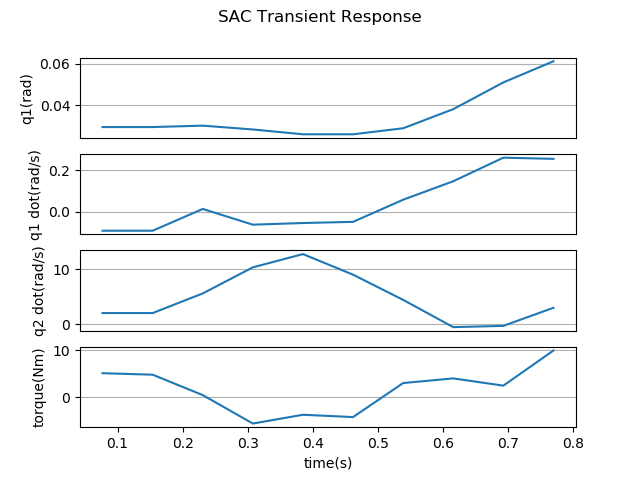 SAC Transient Response
q1(rad)
0.06
0.04
q1 dot(rad/s)
0.2
0.0
q2 dot(rad/s)
10
0
torque(Nm)
10
0
0.1 0.2 0.3 0.4 0.5 0.6 0.7 0.8
time(s)